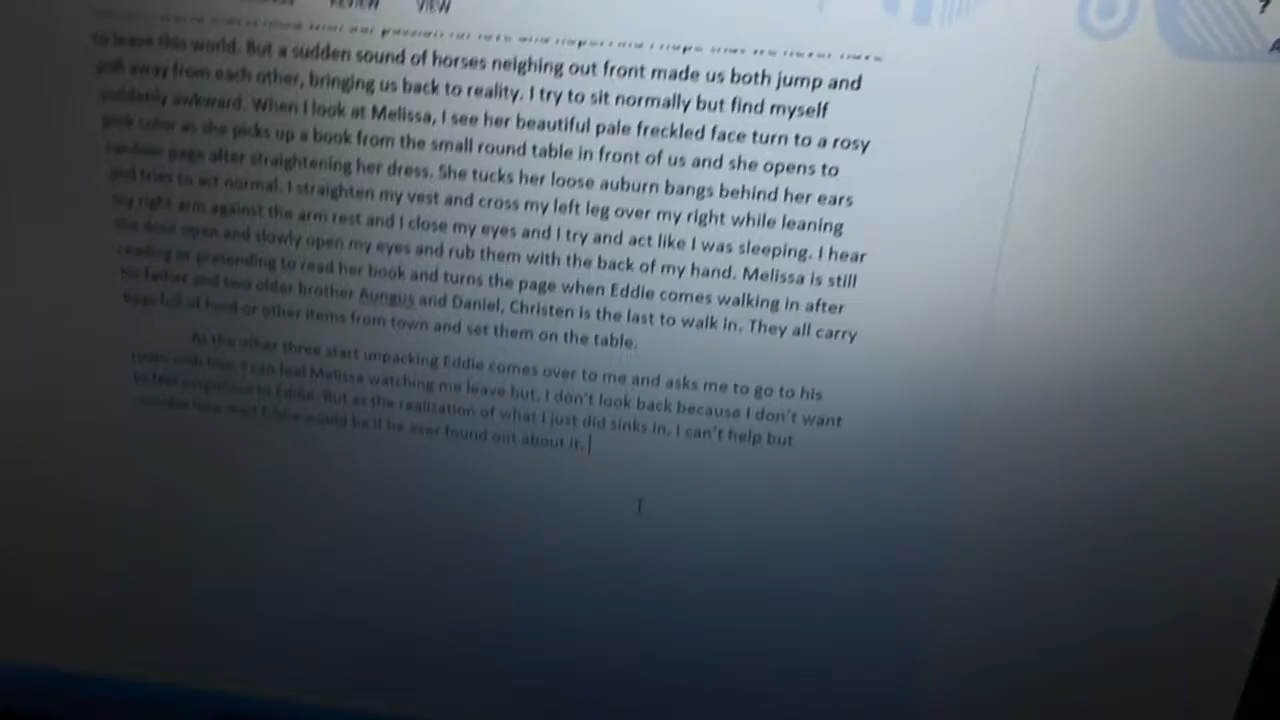 REVIEW VIEW
to leave this world. But a sudden sound of horses neighing out front made us both jump and
pull away from each other, bringing us back to reality. I try to sit normally but find myself
suddenly awkward. When I look at Melissa, I see her beautiful pale freckled face turn to a rosy
pink color as she picks up a book from the small round table in front of us and she opens to
random page after straightening her dress. She tucks her loose auburn bangs behind her ears
and tries to act normal. I straighten my vest and cross my left leg over my right while leaning
my right arm against the arm rest and I close my eyes and I try and act like I was sleeping. I hear
the door open and slowly open my eyes and rub them with the back of my hand. Melissa is still
reading or pretending to read her book and turns the page when Eddie comes walking in after
his father and two older brother Aungus and Daniel, Christen is the last to walk in. They all carry
bags full of food or other items from town and set them on the table.
As the other three start unpacking Eddie comes over to me and asks me to go to his
room with him. I can feel Melissa watching me leave but, I don't look back because I don't want
to feel suspicion to Eddie. But as the realization of what I just did sinks in, I can't help but
how mad Eddie would be if he ever found out about it.